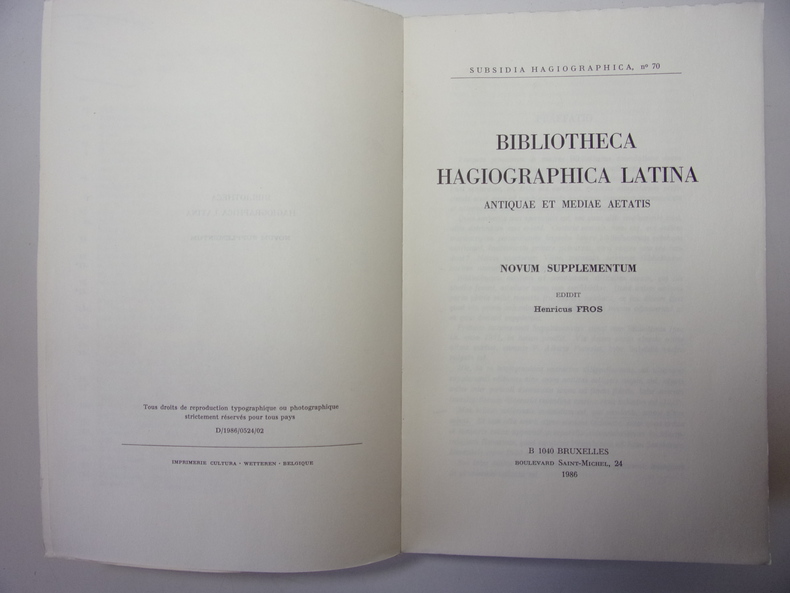 Tous droits de reproduction typographique ou photographique
strictement réservés pour tous pays
D/1986/0524/02
IMPRIMERIE CULTURA · WETTEREN · BELGIQUE
SUBSIDIA HAGIOGRAPHICA, nº 70
BIBLIOTHECA
HAGIOGRAPHICA LATINA
ANTIQUAE ET MEDIAE AETATIS
NOVUM SUPPLEMENTUM
EDIDIT
Henricus FROS
B 1040 BRUXELLES
BOULEVARD SAINT-MICHEL, 24
1986